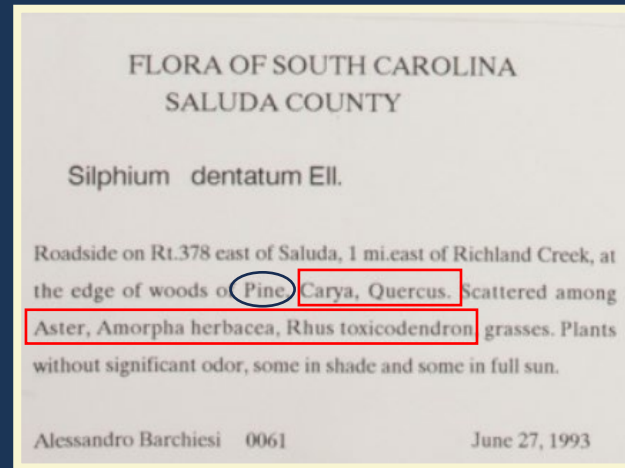 FLORA OF SOUTH CAROLINA
SALUDA COUNTY
Silphium dentatum Ell.
Roadside on Rt.378 east of Saluda, 1 mi.east of Richland Creek, at
the edge of woods of Pine, Carya, Quercus. Scattered among
Aster, Amorpha herbacea, Rhus toxicodendron, grasses. Plants
without significant odor, some in shade and some in full sun.
Alessandro Barchiesi 0061 June 27, 1993